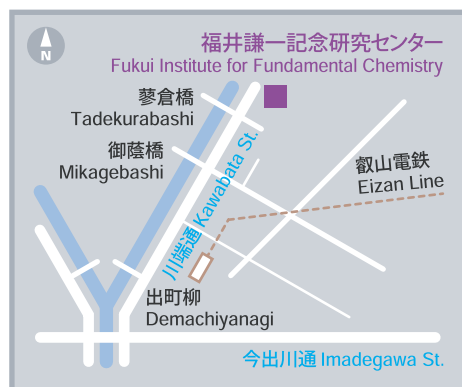 福井謙一記念研究センター
Fukui Institute for Fundamental Chemistry
N
蓼倉橋
Tadekurabashi
御蔭橋
Mikagebashi
川端通 Kawabata St.
叡山電鉄
Eizan Line
出町柳
Demachiyanagi
今出川通 Imadegawa St.